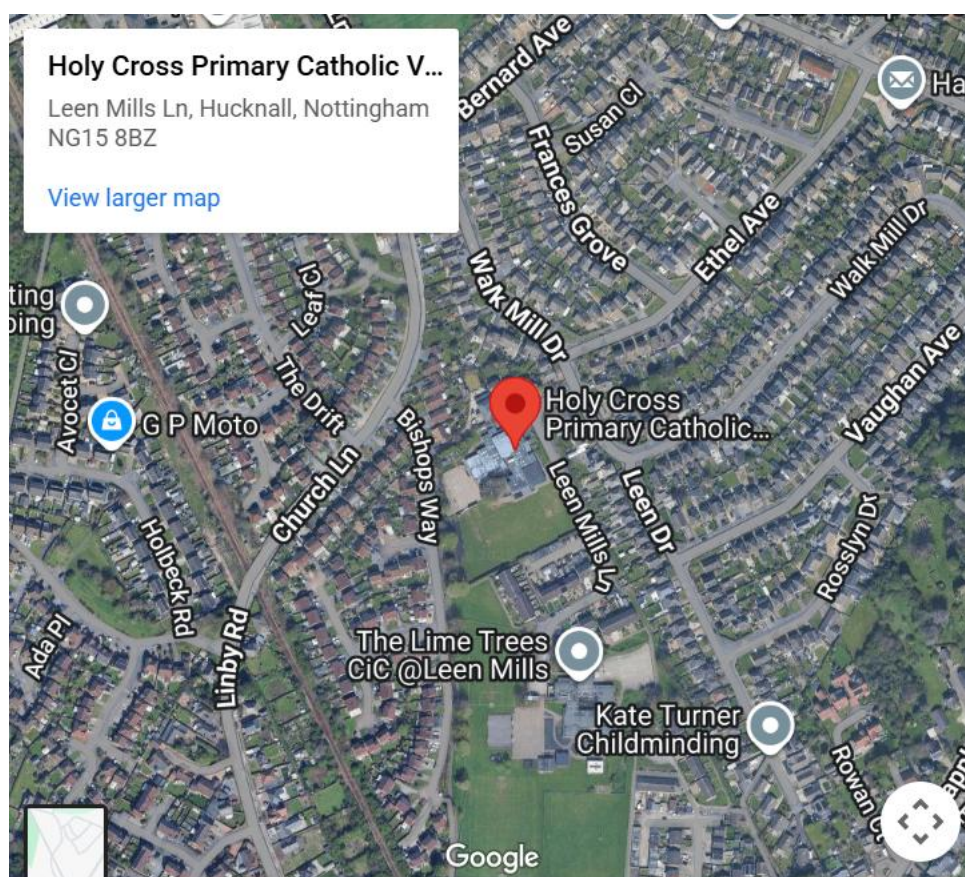 Holy Cross Primary Catholic V...
Leen Mills Ln, Hucknall, Nottingham
NG15 8BZ
View larger map
Bernard Ave
Susan Cl
Frances Grove
Ethel Ave
Walk Mill Dr
Walk Mill Dr
Leaf Cl
The Drift
Avocet Cl
G P Moto
Church Ln
Bishops Way
Holy Cross
Primary Catholic...
Vaughan Ave
Leen Mills Ln
Leen Dr
Rosslyn Dr
Holbeck Rd
Ada Pl
Linby Rd
The Lime Trees
CiC @Leen Mills
Kate Turner
Childminding
Rowan Ct
Google